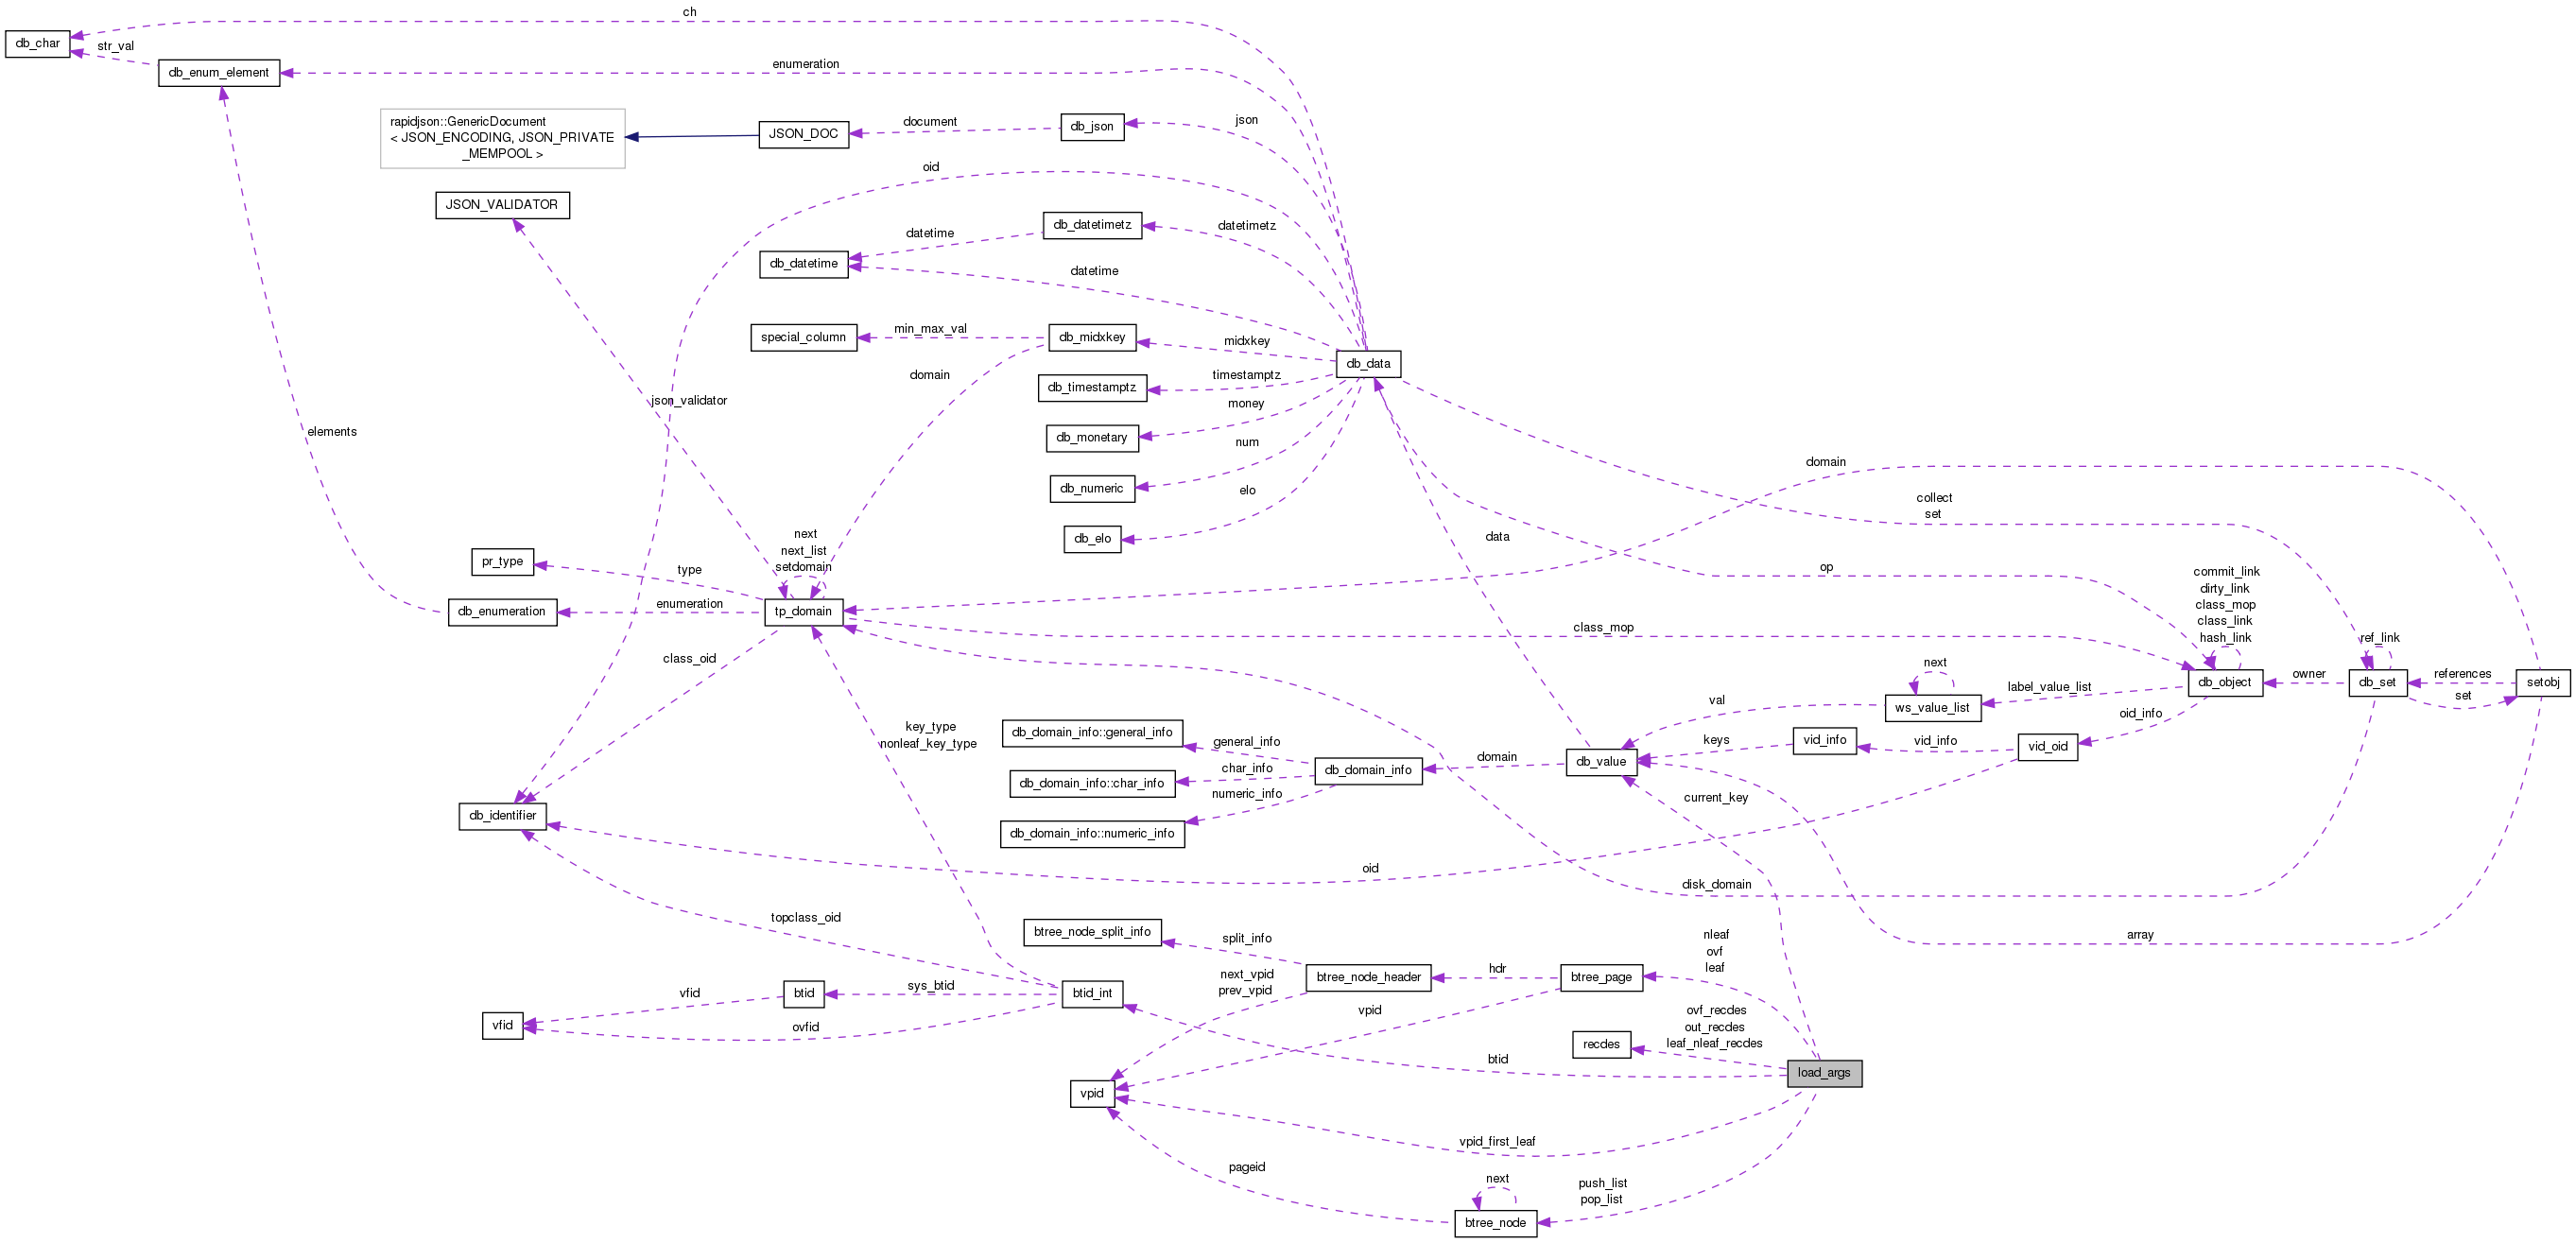 ch
db_char
str_val
enumeration
db_enum_element
rapidjson::GenericDocument
< JSON_ENCODING, JSON_PRIVATE
_MEMPOOL >
JSON_DOC
document
db_json
json
oid
JSON_VALIDATOR
db_datetimetz
datetimetz
datetime
db_datetime
datetime
special_column
min_max_val
db_midxkey
midxkey
db_data
domain
db_timestamptz
timestamptz
json_validator
db_monetary
money
elements
num
db_numeric
elo
db_elo
domain
collect
set
data
next
next_list
setdomain
pr_type
type
op
commit_link
dirty_link
class_mop
class_link
hash_link
db_enumeration
enumeration
tp_domain
class_mop
ref_link
class_oid
next
label_value_list
db_object
owner
db_set
references
set
setobj
key_type
nonleaf_key_type
val
ws_value_list
oid_info
db_domain_info::general_info
general_info
keys
vid_info
vid_info
vid_oid
db_domain_info::char_info
char_info
db_domain_info
domain
db_value
numeric_info
current_key
db_identifier
db_domain_info::numeric_info
oid
disk_domain
topclass_oid
btree_node_split_info
split_info
nleaf
ovf
leaf
array
next_vpid
prev_vpid
btree_node_header
hdr
btree_page
vfid
btid
sys_btid
btid_int
vfid
ovfid
vpid
ovf_recdes
out_recdes
leaf_nleaf_recdes
recdes
btid
load_args
vpid
vpid_first_leaf
pageid
next
push_list
pop_list
btree_node